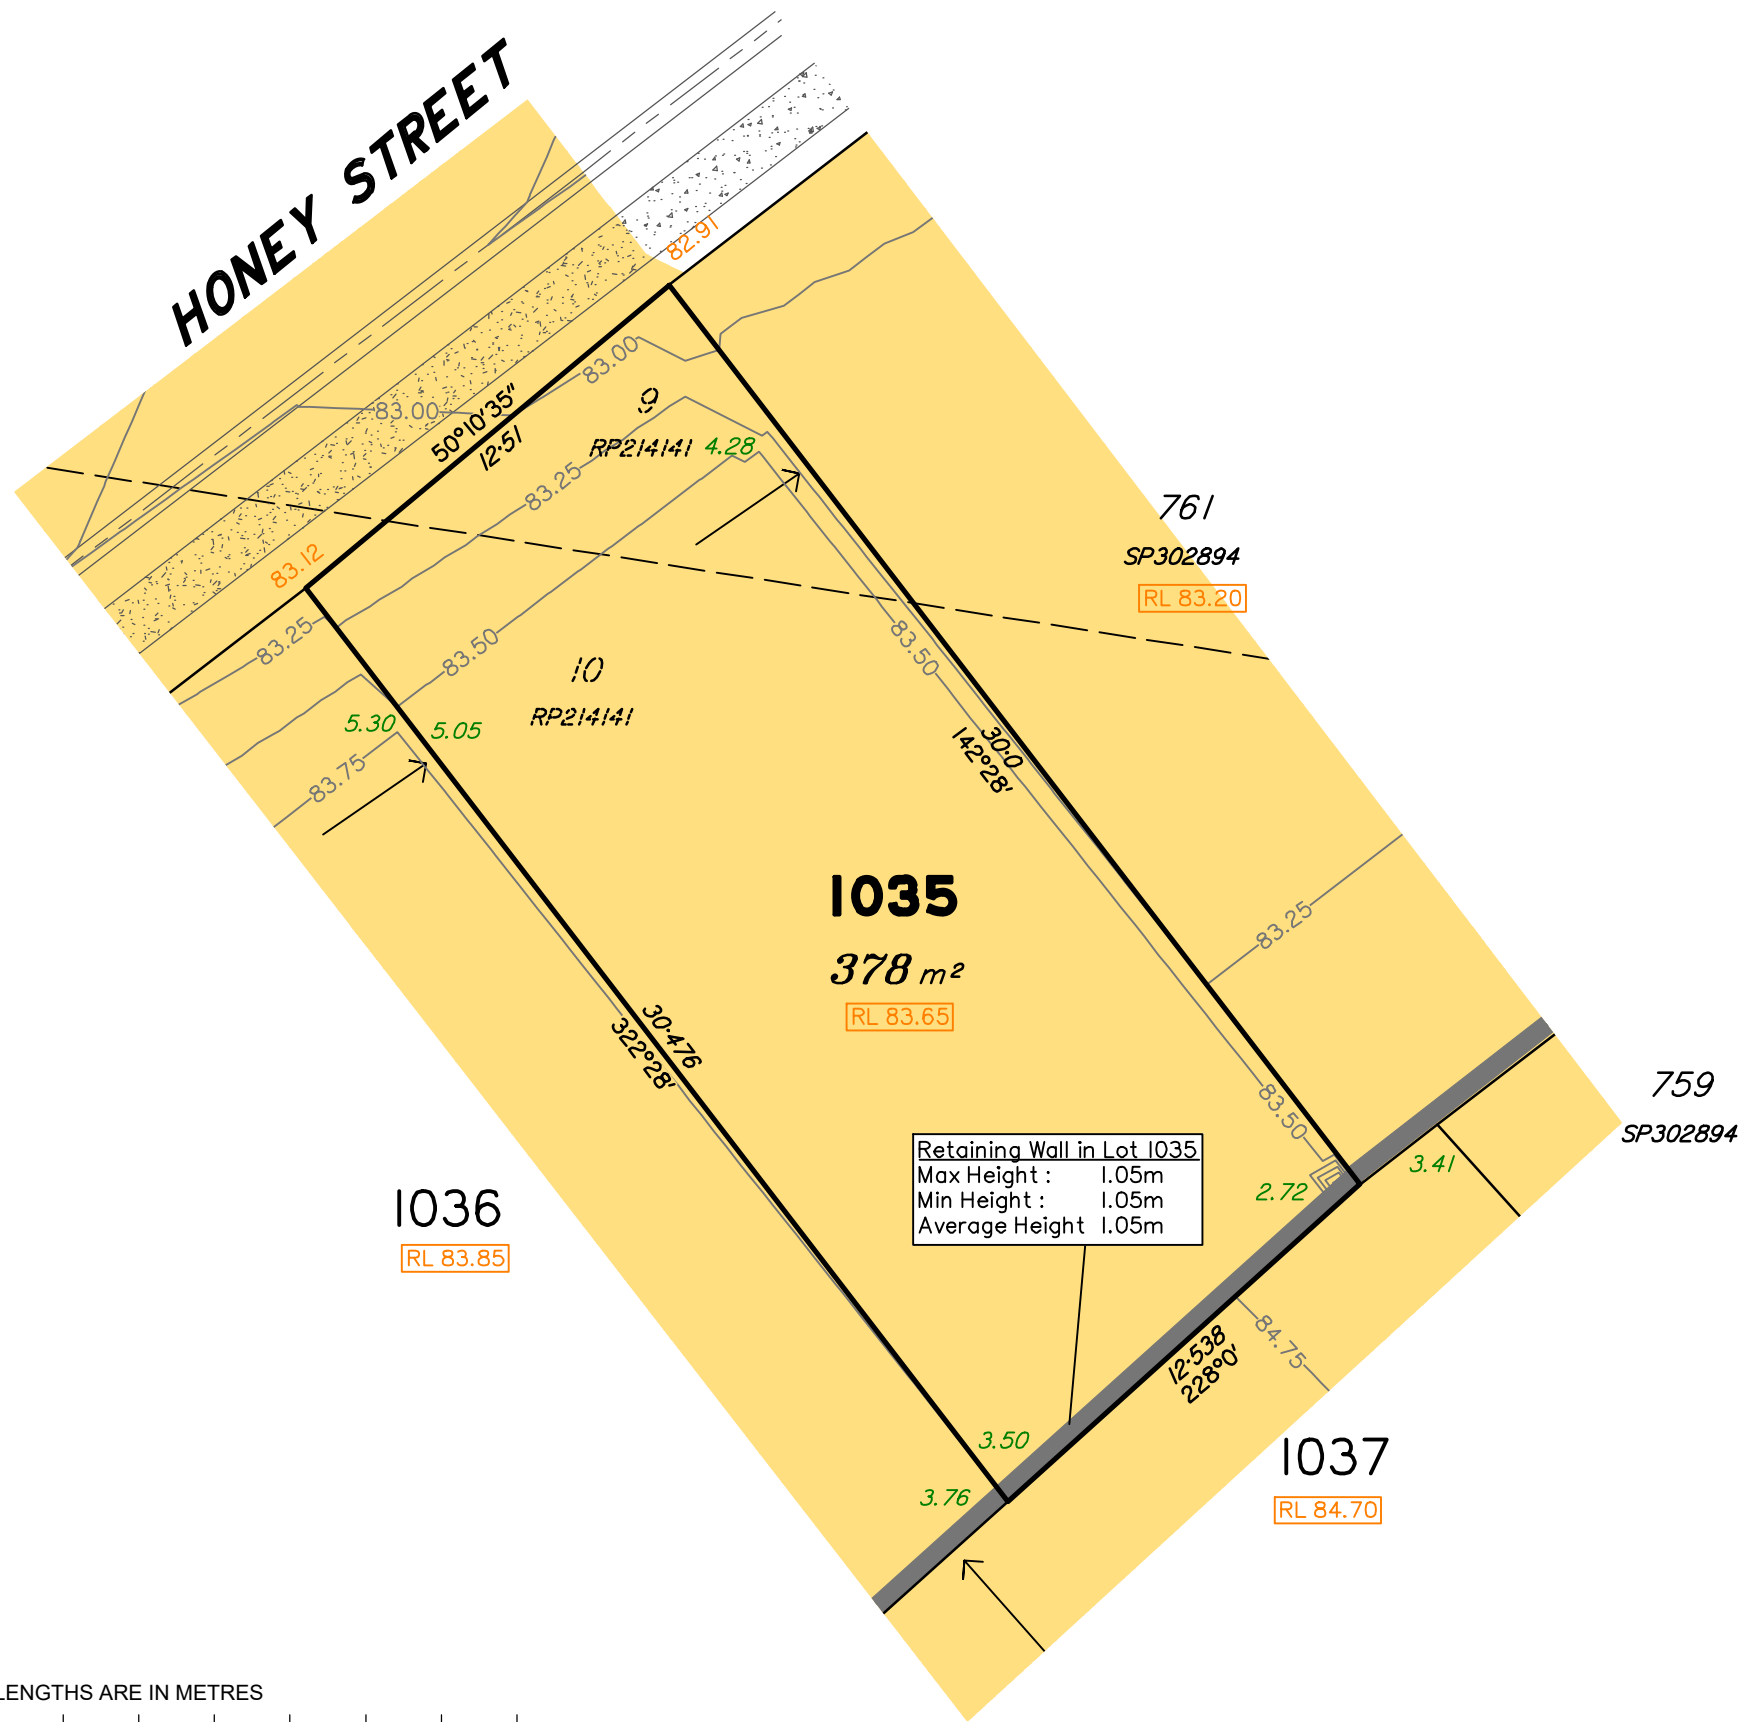 HONEY STREET
82.91
83.00
83.00
9
RP214141
4.28
50°10'35"
12·51
83.25
761
SP302894
RL 83.20
83.12
83.25
83.50
83.50
10
RP214141
5.30
5.05
83.75
30·0
142°28'
1035
378 m²
RL 83.65
83.25
30·476
322°28'
759
SP302894
83.50
Retaining Wall in Lot 1035
Max Height : 1.05m
Min Height : 1.05m
Average Height 1.05m
3.41
2.72
1036
RL 83.85
84.75
12·538
228°0'
3.50
3.76
1037
RL 84.70
LENGTHS ARE IN METRES